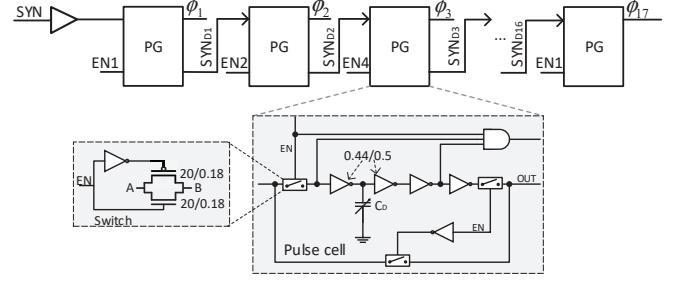 SYN ϕ1 ϕ2 ϕ3 ϕ17
PG PG PG ... PG
SYND1 SYND2 SYND3 SYND16
EN1 EN2 EN4 EN1
EN 0.44/0.5
EN 20/0.18
A B
20/0.18
Switch
CD
OUT
EN
Pulse cell